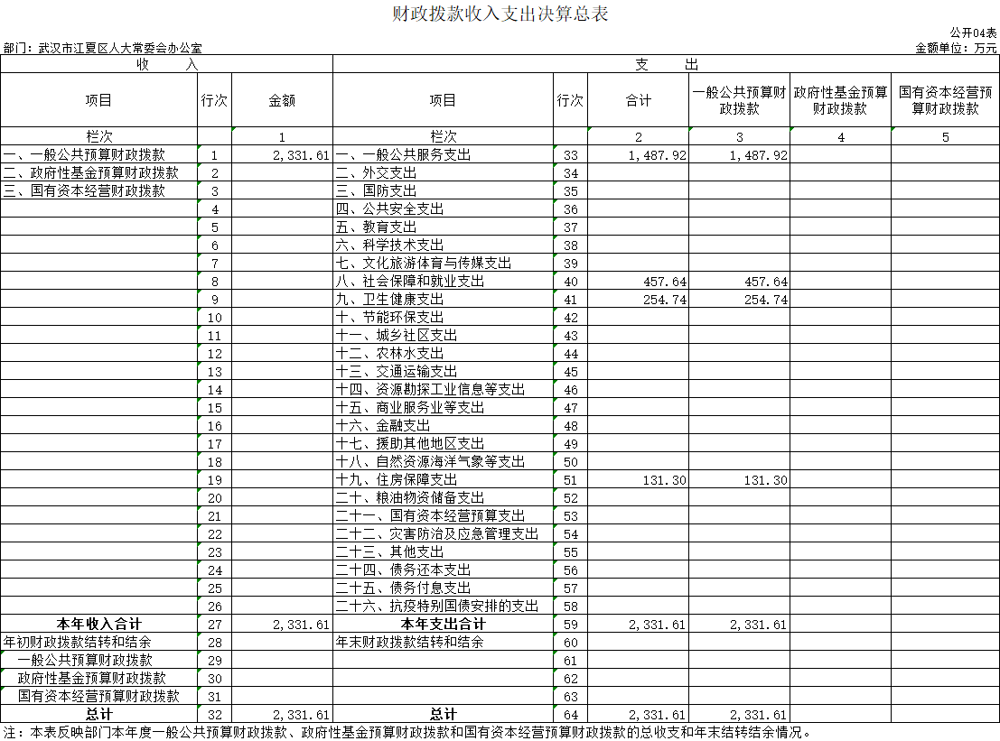 财政拨款收入支出决算总表
公开04表
部门：武汉市江夏区人大常委会办公室 金额单位：万元
收 入 支 出
项目 行次 金额 项目 行次 合计 一般公共预算财政拨款 政府性基金预算财政拨款 国有资本经营预算财政拨款
栏次 1 栏次 2 3 4 5
一、一般公共预算财政拨款 1 2,331.61 一、一般公共服务支出 33 1,487.92 1,487.92
二、政府性基金预算财政拨款 2 二、外交支出 34
三、国有资本经营财政拨款 3 三、国防支出 35
4 四、公共安全支出 36
5 五、教育支出 37
6 六、科学技术支出 38
7 七、文化旅游体育与传媒支出 39
8 八、社会保障和就业支出 40 457.64 457.64
9 九、卫生健康支出 41 254.74 254.74
10 十、节能环保支出 42
11 十一、城乡社区支出 43
12 十二、农林水支出 44
13 十三、交通运输支出 45
14 十四、资源勘探工业信息等支出 46
15 十五、商业服务业等支出 47
16 十六、金融支出 48
17 十七、援助其他地区支出 49
18 十八、自然资源海洋气象等支出 50
19 十九、住房保障支出 51 131.30 131.30
20 二十、粮油物资储备支出 52
21 二十一、国有资本经营预算支出 53
22 二十二、灾害防治及应急管理支出 54
23 二十三、其他支出 55
24 二十四、债务还本支出 56
25 二十五、债务付息支出 57
26 二十六、抗疫特别国债安排的支出 58
本年收入合计 27 2,331.61 本年支出合计 59 2,331.61 2,331.61
年初财政拨款结转和结余 28 年末财政拨款结转和结余 60
一般公共预算财政拨款 29 61
政府性基金预算财政拨款 30 62
国有资本经营预算财政拨款 31 63
总计 32 2,331.61 总计 64 2,331.61 2,331.61
注：本表反映部门本年度一般公共预算财政拨款、政府性基金预算财政拨款和国有资本经营预算财政拨款的总收支和年末结转结余情况。